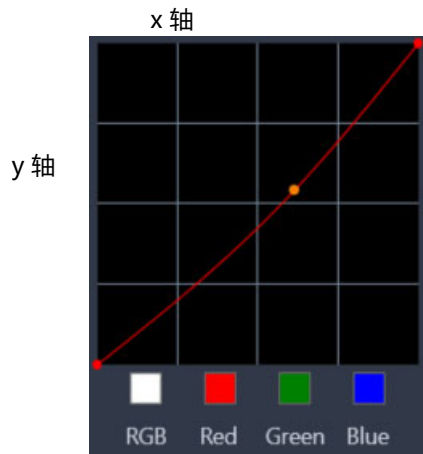 x 轴
y 轴
RGB Red Green Blue